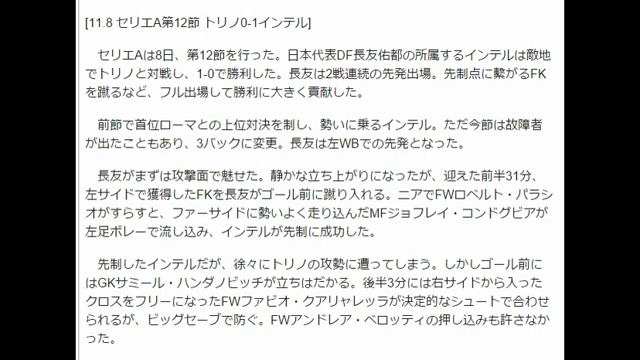 [11.8 セリエA第12節 トリノ0-1インテル]
セリエAは8日、第12節を行った。日本代表DF長友佑都の所属するインテルは敵地
でトリノと対戦し、1-0で勝利した。長友は2戦連続の先発出場。先制点に繋がるFK
を蹴るなど、フル出場して勝利に大きく貢献した。
前節で首位ローマとの上位対決を制し、勢いに乗るインテル。ただ今節は故障者
が出たこともあり、3バックに変更。長友は左WBでの先発となった。
長友がまずは攻撃面で魅せた。静かな立ち上がりになったが、迎えた前半31分、
左サイドで獲得したFKを長友がゴール前に蹴り入れる。ニアでFWロベルト・パラシ
オがすらすと、ファーサイドに勢いよく走り込んだMFジョフレイ・コンドグビアが
左足ボレーで流し込み、インテルが先制に成功した。
先制したインテルだが、徐々にトリノの攻勢に遭ってしまう。しかしゴール前に
はGKサミール・ハンダノビッチが立ちはだかる。後半3分には右サイドから入った
クロスをフリーになったFWファビオ・クアリャレッラが決定的なシュートで合わせ
られるが、ビッグセーブで防ぐ。FWアンドレア・ベロッティの押し込みも許さなか
った。